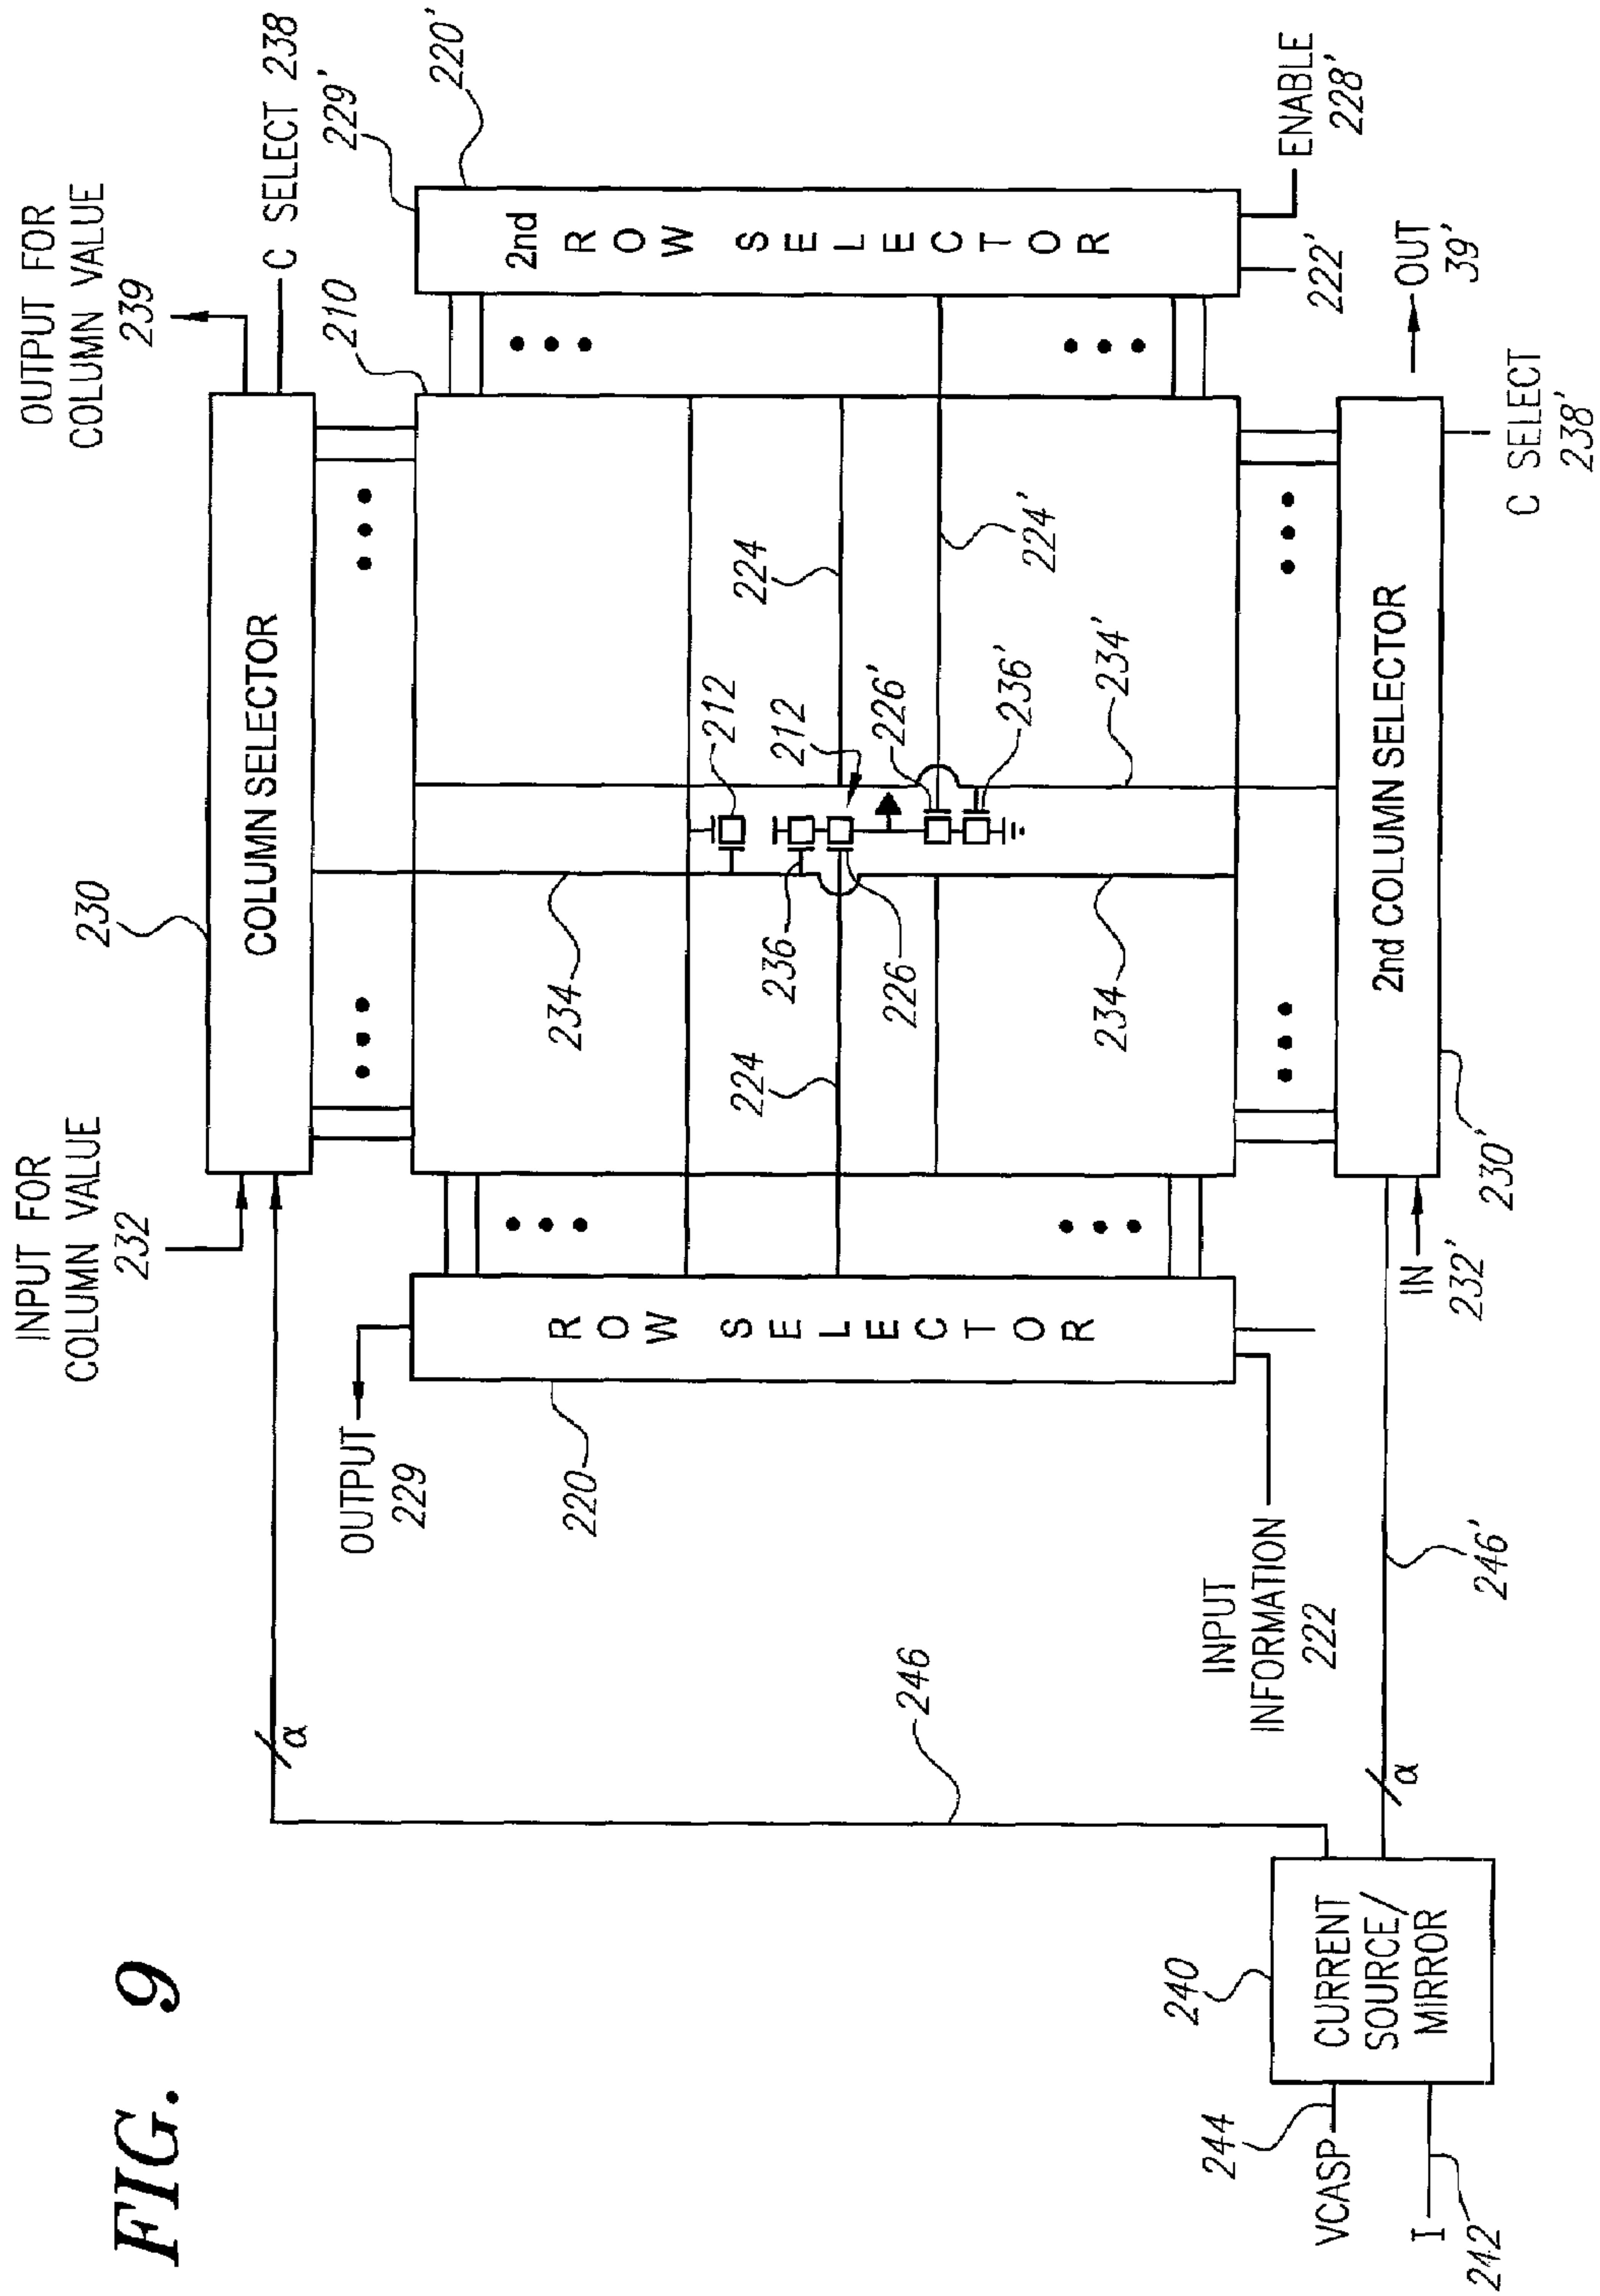 FIG. 9
INPUT FOR
COLUMN VALUE
232
230
OUTPUT FOR
COLUMN VALUE
239
C SELECT 238
COLUMN SELECTOR
210
229'
220'
OUTPUT
229
220
ROW SELECTOR
2nd
ROW SELECTOR
α
246
234
224
236
226
212
212
224
226'
236'
224'
234'
234
INPUT
INFORMATION
222
222'
ENABLE
228'
240
CURRENT
SOURCE/
MIRROR
244
VCASP
I
242
α
246'
IN
232'
230'
2nd COLUMN SELECTOR
OUT
39'
C SELECT
238'